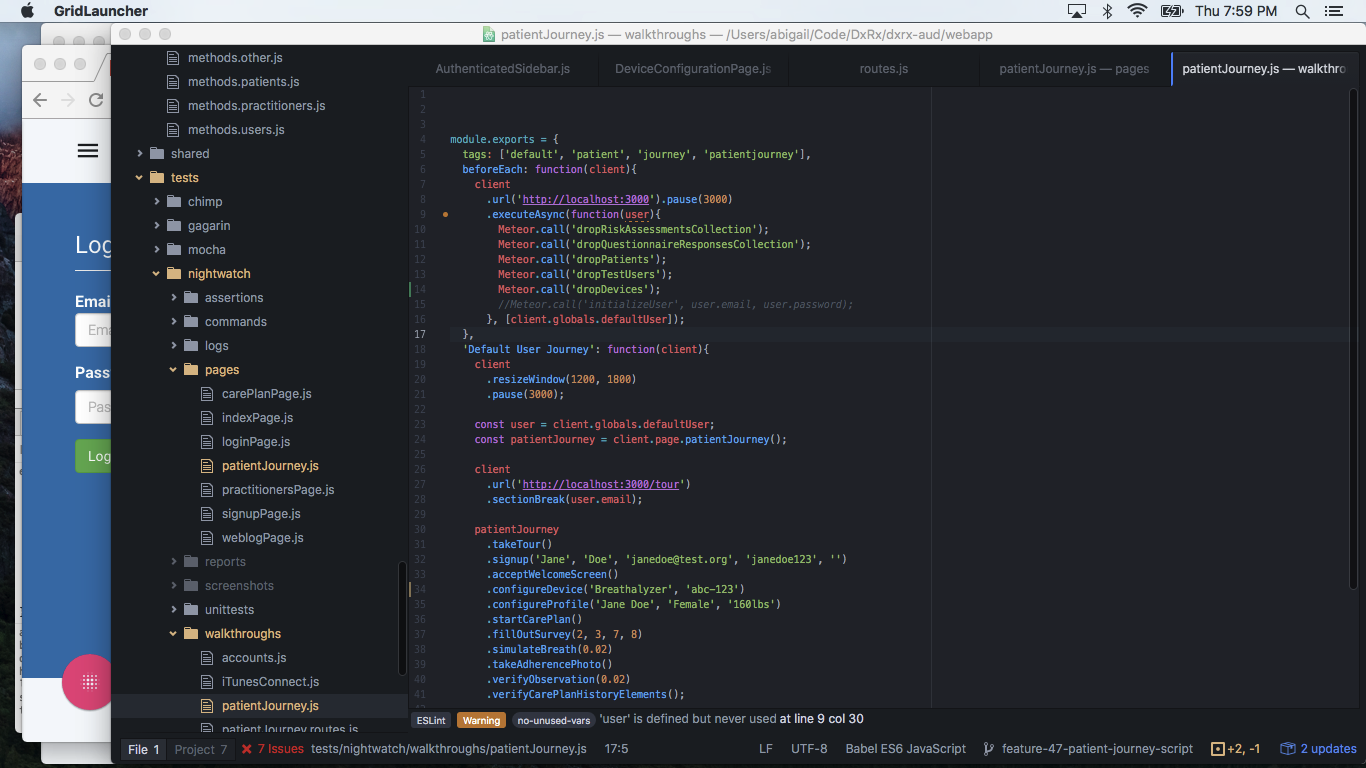 GridLauncher
Thu 7:59 PM
patientJourney.js — walkthroughs — /Users/abigail/Code/DxRx/dxrx-aud/webapp
AuthenticatedSidebar.js
DeviceConfigurationPage.js
routes.js
patientJourney.js — pages
patientJourney.js — walkthro
Log
Emai
Ema
Pass
Pas
Log
methods.other.js
methods.patients.js
methods.practitioners.js
methods.users.js
shared
tests
chimp
gagarin
mocha
nightwatch
assertions
commands
logs
pages
carePlanPage.js
indexPage.js
loginPage.js
patientJourney.js
practitionersPage.js
signupPage.js
weblogPage.js
reports
screenshots
unittests
walkthroughs
accounts.js
iTunesConnect.js
patientJourney.js
patientJourney.routes.js
1
2
3
4 module.exports = {
5 tags: ['default', 'patient', 'journey', 'patientjourney'],
6 beforeEach: function(client){
7 client
8 .url('http://localhost:3000').pause(3000)
9 .executeAsync(function(user){
10 Meteor.call('dropRiskAssessmentsCollection');
11 Meteor.call('dropQuestionnaireResponsesCollection');
12 Meteor.call('dropPatients');
13 Meteor.call('dropTestUsers');
14 Meteor.call('dropDevices');
15 //Meteor.call('initializeUser', user.email, user.password);
16 }, [client.globals.defaultUser]);
17 },
18 'Default User Journey': function(client){
19 client
20 .resizeWindow(1200, 1800)
21 .pause(3000);
22
23 const user = client.globals.defaultUser;
24 const patientJourney = client.page.patientJourney();
25
26 client
27 .url('http://localhost:3000/tour')
28 .sectionBreak(user.email);
29
30 patientJourney
31 .takeTour()
32 .signup('Jane', 'Doe', 'janedoe@test.org', 'janedoe123', '')
33 .acceptWelcomeScreen()
34 .configureDevice('Breathalyzer', 'abc-123')
35 .configureProfile('Jane Doe', 'Female', '160lbs')
36 .startCarePlan()
37 .fillOutSurvey(2, 3, 7, 8)
38 .simulateBreath(0.02)
39 .takeAdherencePhoto()
40 .verifyObservation(0.02)
41 .verifyCarePlanHistoryElements();
ESLint Warning no-unused-vars 'user' is defined but never used at line 9 col 30
File 1 Project 7 7 Issues tests/nightwatch/walkthroughs/patientJourney.js 17:5 LF UTF-8 Babel ES6 JavaScript feature-47-patient-journey-script +2, -1 2 updates